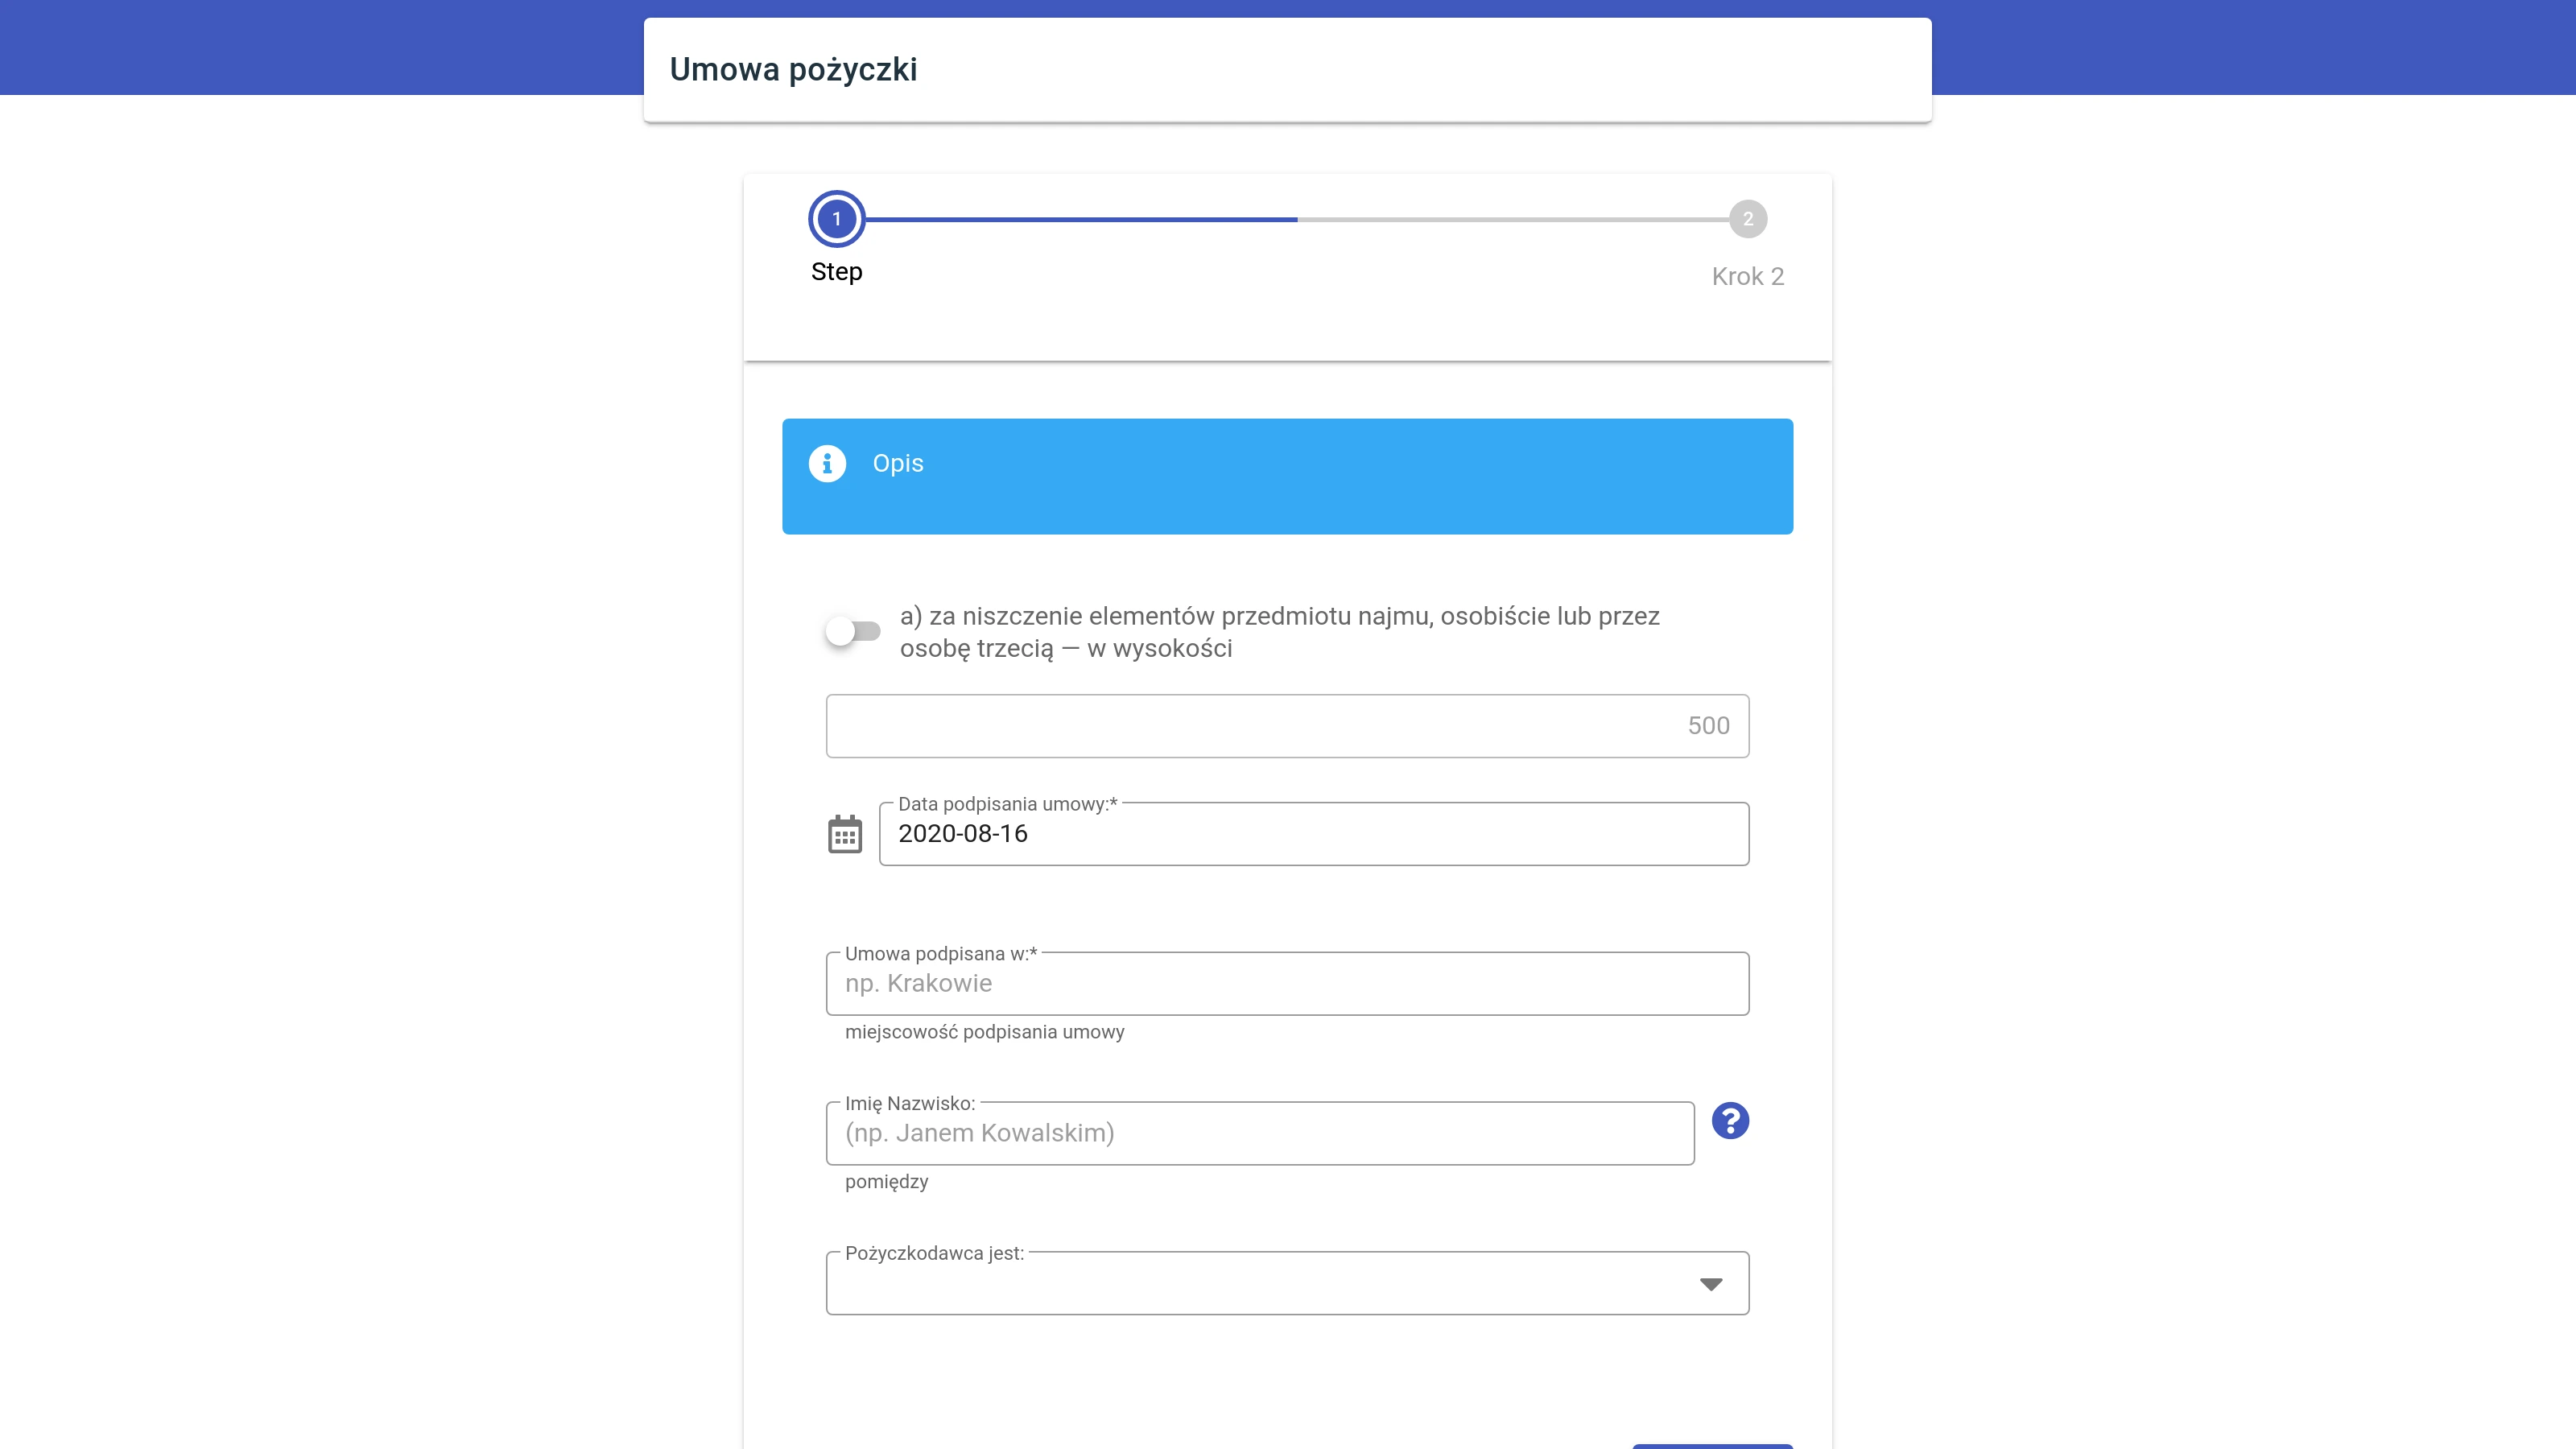 Umowa pożyczki
1
2
Step
Krok 2
Opis
a) za niszczenie elementów przedmiotu najmu, osobiście lub przez
osobę trzecią — w wysokości
500
Data podpisania umowy:*
2020-08-16
Umowa podpisana w:*
np. Krakowie
miejscowość podpisania umowy
Imię Nazwisko:
(np. Janem Kowalskim)
pomiędzy
Pożyczkodawca jest: